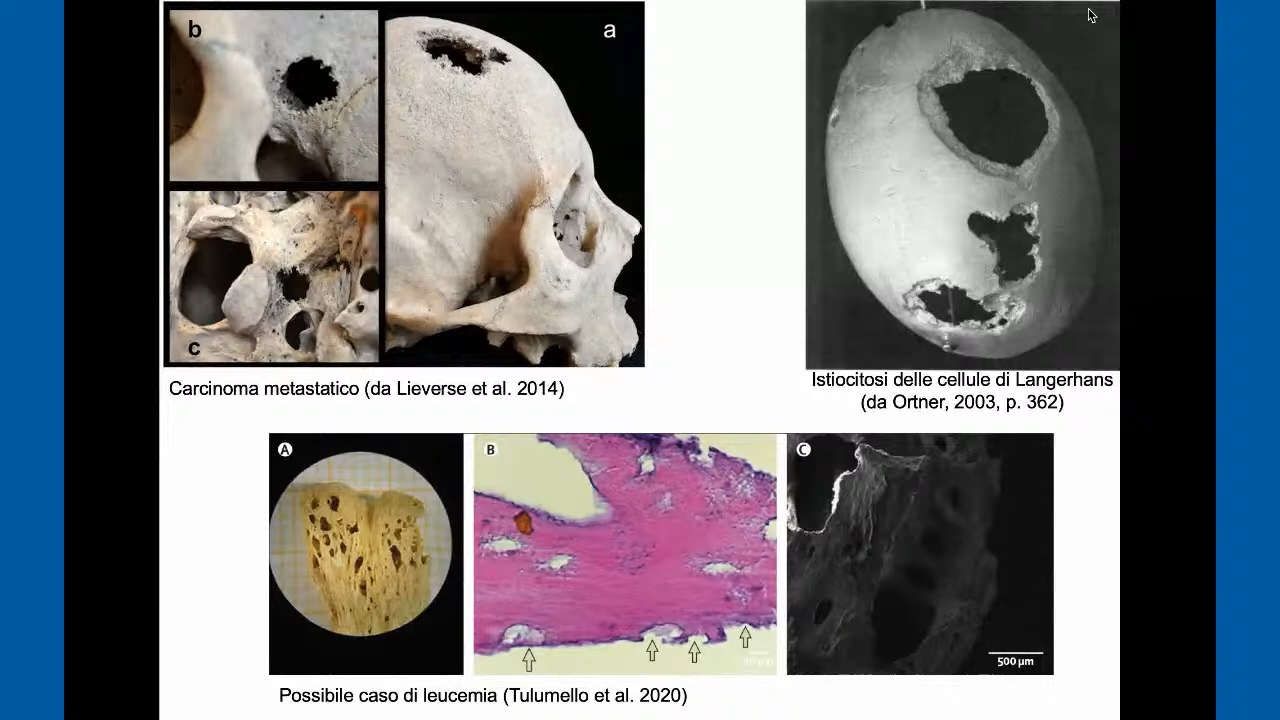 b
a
c
Carcinoma metastatico (da Lieverse et al. 2014)
Istiocitosi delle cellule di Langerhans
(da Ortner, 2003, p. 362)
A
B
C
500 µm
Possibile caso di leucemia (Tulumello et al. 2020)